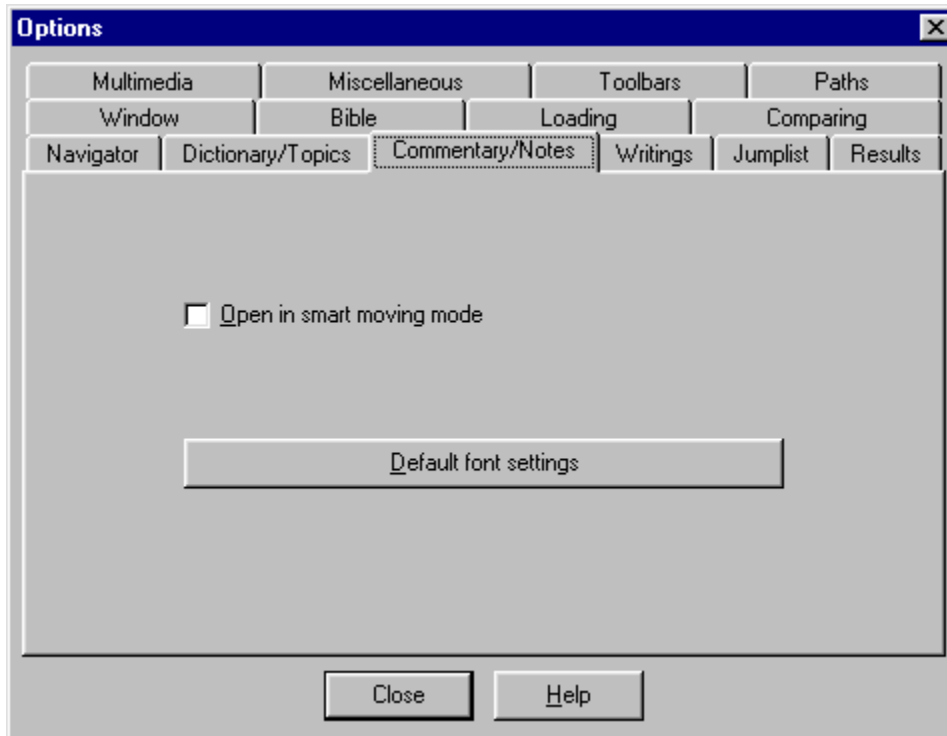 Options
Multimedia Miscellaneous Toolbars Paths
Window Bible Loading Comparing
Navigator Dictionary/Topics Commentary/Notes Writings Jumplist Results
Open in smart moving mode
Default font settings
Close Help